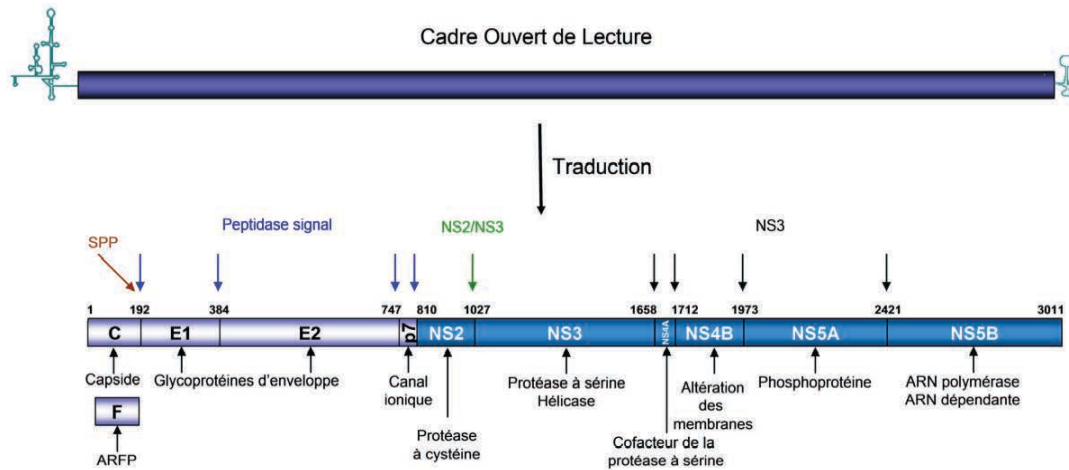 Cadre Ouvert de Lecture
Traduction
SPP
Peptidase signal
NS2/NS3
NS3
1 192 384 747 810 1027 1658 1712 1973 2421 3011
C E1 E2 p7 NS2 NS3 NS4A NS4B NS5A NS5B
Capside
Glycoprotéines d'enveloppe
Canal
ionique
Protéase à sérine
Hélicase
Altération
des
membranes
Phosphoprotéine
ARN polymérase
ARN dépendante
F
ARFP
Protéase
à cystéine
Cofacteur de la
protéase à sérine